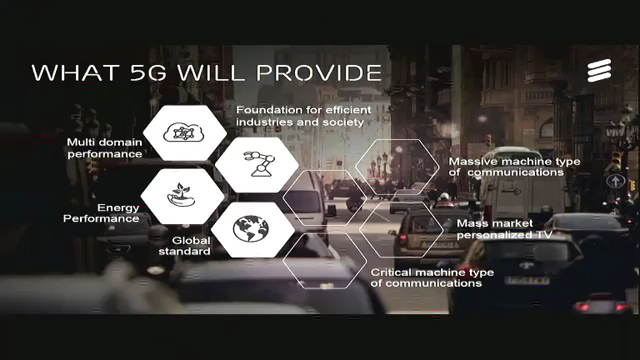 WHAT 5G WILL PROVIDE
Foundation for efficient
industries and society
Multi domain
performance
Massive machine type
of communications
Energy
Performance
Mass market
personalized TV
Global
standard
Critical machine type
of communications